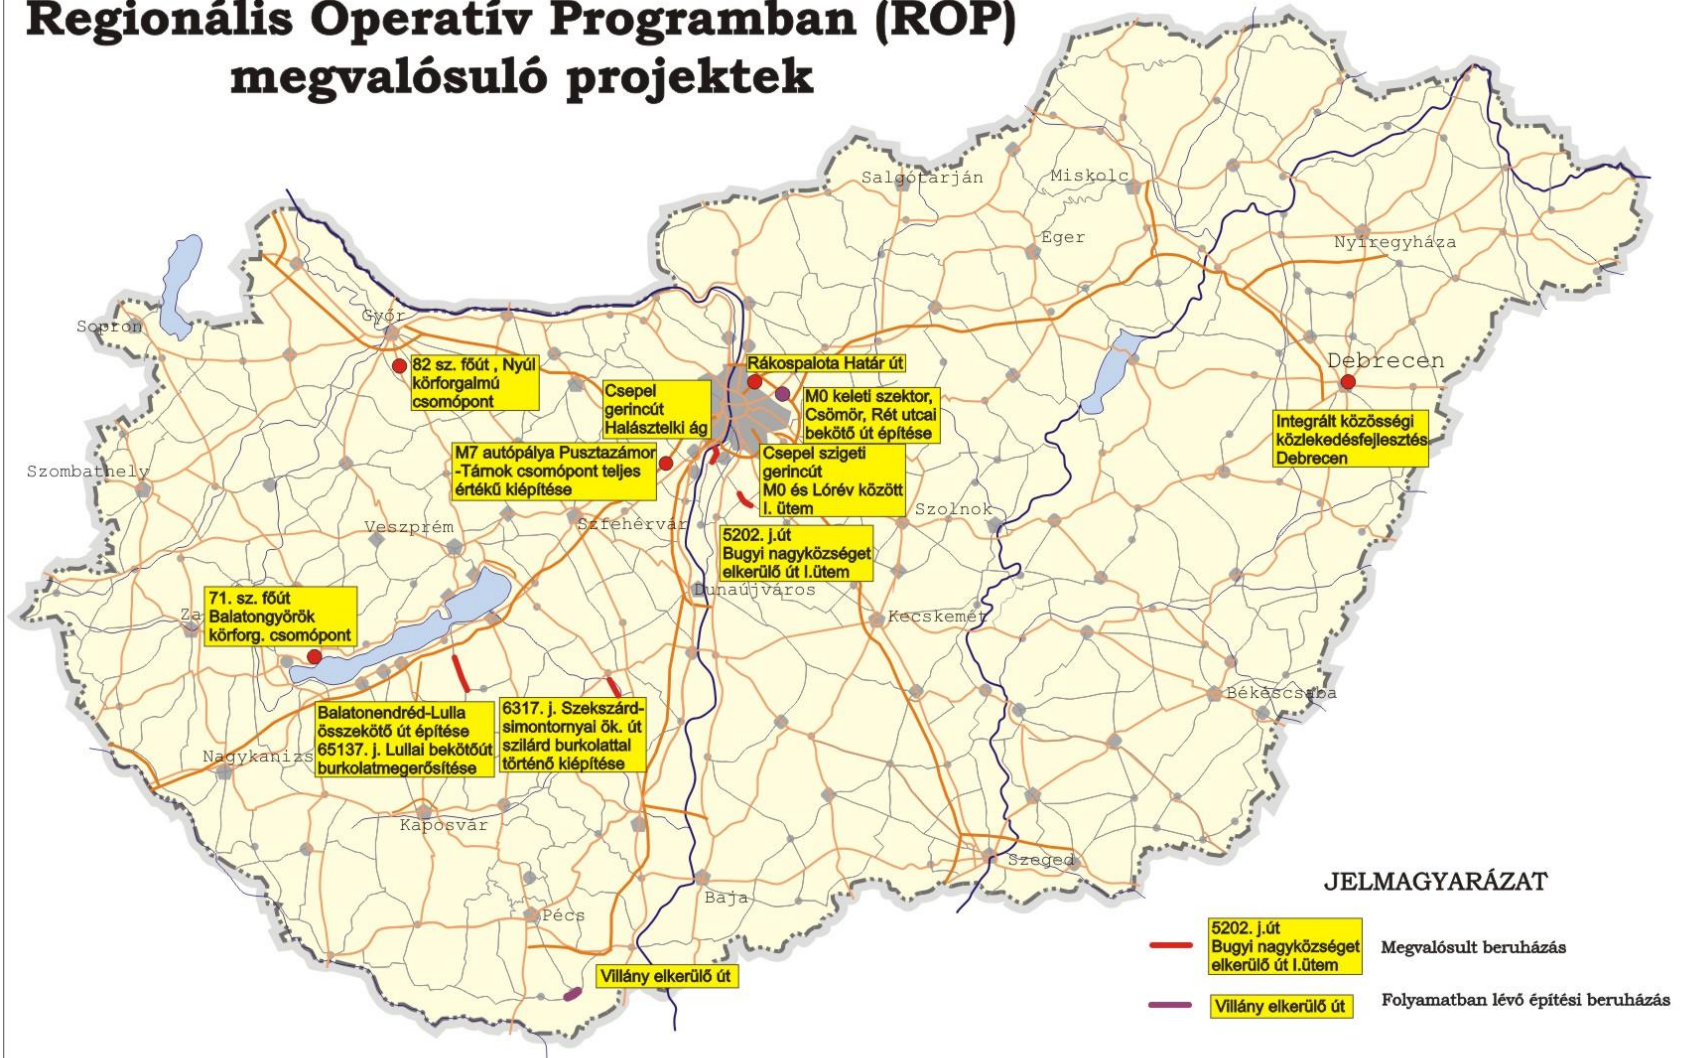 Regionális Operatív Programban (ROP)
megvalósuló projektek
Salgótarján
Miskolc
Eger
Nyíregyháza
Sopron
Győr
82 sz. főút , Nyúl
körforgalmú
csomópont
Csepel
gerincút
Halásztelki ág
Rákospalota Határ út
M0 keleti szektor,
Csömör, Rét utcai
bekötő út építése
Debrecen
Integrált közösségi
közlekedésfejlesztés
Debrecen
M7 autópálya Pusztazámor
-Tárnok csomópont teljes
értékű kiépítése
Csepel szigeti
gerincút
M0 és Lórév között
I. ütem
Szombathely
Veszprém
Szfehérvár
Szolnok
5202. j.út
Bugyi nagyközséget
elkerülő út I.ütem
71. sz. főút
Balatongyörök
körforg. csomópont
Za
Dunaújváros
Kecskemét
Békéscsaba
Balatonendréd-Lulla
összekötő út építése
65137. j. Lullai bekötőút
burkolatmegerősítése
6317. j. Szekszárd-
simontornyai ök. út
szilárd burkolattal
történő kiépítése
Nagykanizs
Kaposvár
Szeged
Baja
Pécs
Villány elkerülő út
JELMAGYARÁZAT
5202. j.út
Bugyi nagyközséget
elkerülő út I.ütem
Megvalósult beruházás
Villány elkerülő út
Folyamatban lévő építési beruházás